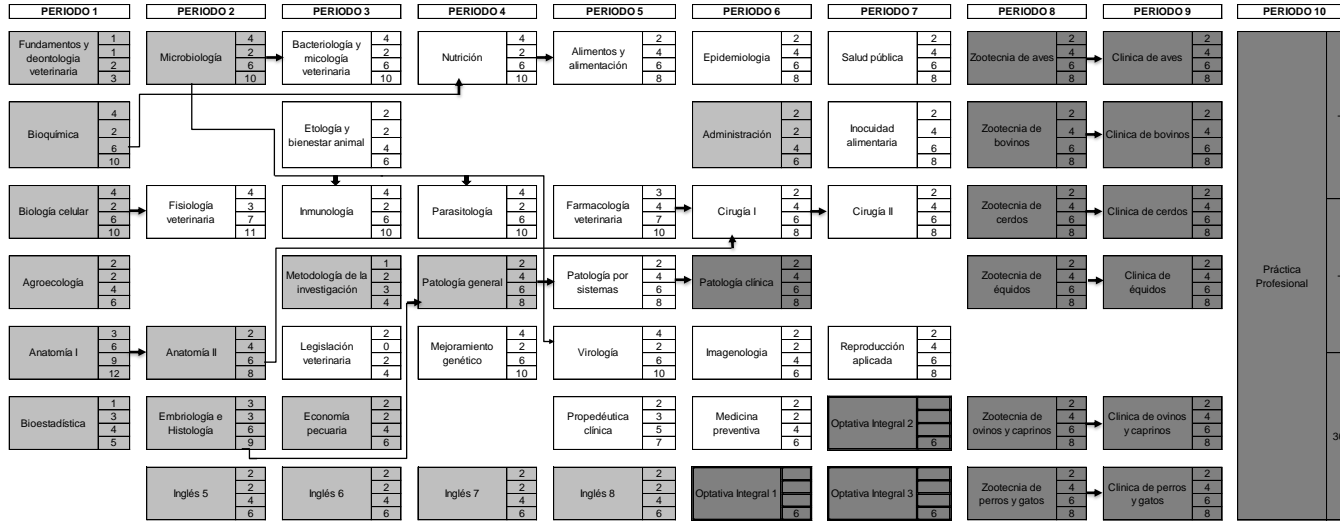 PERIODO 1 PERIODO 2 PERIODO 3 PERIODO 4 PERIODO 5 PERIODO 6 PERIODO 7 PERIODO 8 PERIODO 9 PERIODO 10
Fundamentos y
deontologia
veterinaria
1
1
2
3
Microbiología
4
2
6
10
Bacteriología y
micología
veterinaria
4
2
6
10
Nutrición
4
2
6
10
Alimentos y
alimentación
2
4
6
8
Epidemiologia
2
4
6
8
Salud pública
2
4
6
8
Zootecnia de aves
2
4
6
8
Clinica de aves
2
4
6
8
Bioquímica
4
2
6
10
Etología y
bienestar animal
2
2
4
6
Administración
2
2
4
6
Inocuidad
alimentaria
2
4
6
8
Zootecnia de
bovinos
2
4
6
8
Clinica de bovinos
2
4
6
8
Biología celular
4
2
6
10
Fisiología
veterinaria
4
3
7
11
Inmunología
4
2
6
10
Parasitología
4
2
6
10
Farmacología
veterinaria
3
4
7
10
Cirugía I
2
4
6
8
Cirugía II
2
4
6
8
Zootecnia de
cerdos
2
4
6
8
Clinica de cerdos
2
4
6
8
Agroecología
2
2
4
6
Metodología de la
investigación
1
2
3
4
Patología general
2
4
6
8
Patología por
sistemas
2
4
6
8
Patología clínica
2
4
6
8
Zootecnia de
équidos
2
4
6
8
Clinica de
équidos
2
4
6
8
Práctica
Profesional
Anatomía I
3
6
9
12
Anatomía II
2
4
6
8
Legislación
veterinaria
2
0
2
4
Mejoramiento
genético
4
2
6
10
Virología
4
2
6
10
Imagenologia
2
2
4
6
Reproducción
aplicada
2
4
6
8
Bioestadística
1
3
4
5
Embriología e
Histología
3
3
6
9
Economía
pecuaria
2
2
4
6
Propedéutica
clínica
2
3
5
7
Medicina
preventiva
2
2
4
6
Optativa Integral 2
6
Zootecnia de
ovinos y caprinos
2
4
6
8
Clinica de ovinos
y caprinos
2
4
6
8
Inglés 5
2
2
4
6
Inglés 6
2
2
4
6
Inglés 7
2
2
4
6
Inglés 8
2
2
4
6
Optativa Integral 1
6
Optativa Integral 3
6
Zootecnia de
perros y gatos
2
4
6
8
Clinica de perros
y gatos
2
4
6
8